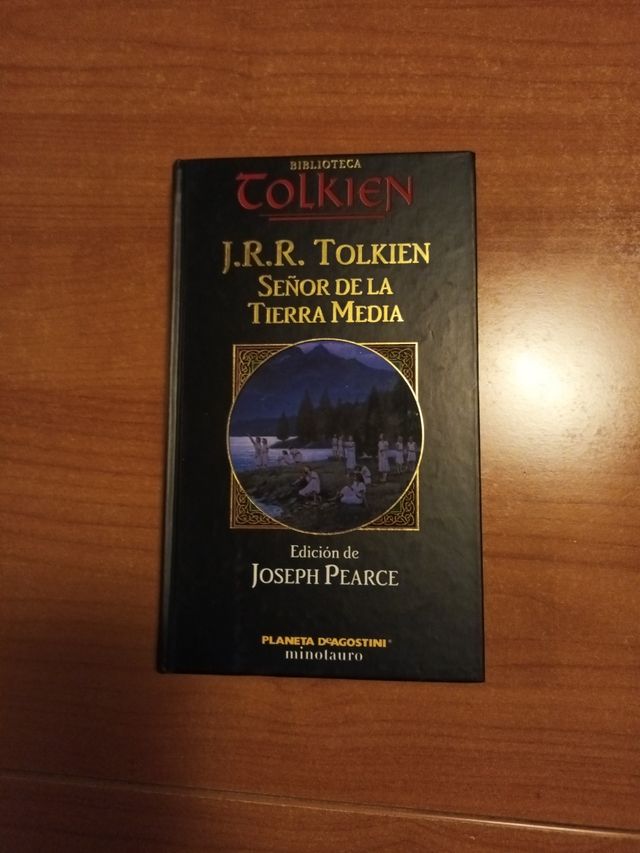 BIBLIOTECA
TOLKIEN
J.R.R. TOLKIEN
SEÑOR DE LA
TIERRA MEDIA
Edición de
JOSEPH PEARCE
PLANETA DeAGOSTINI®
minotauro